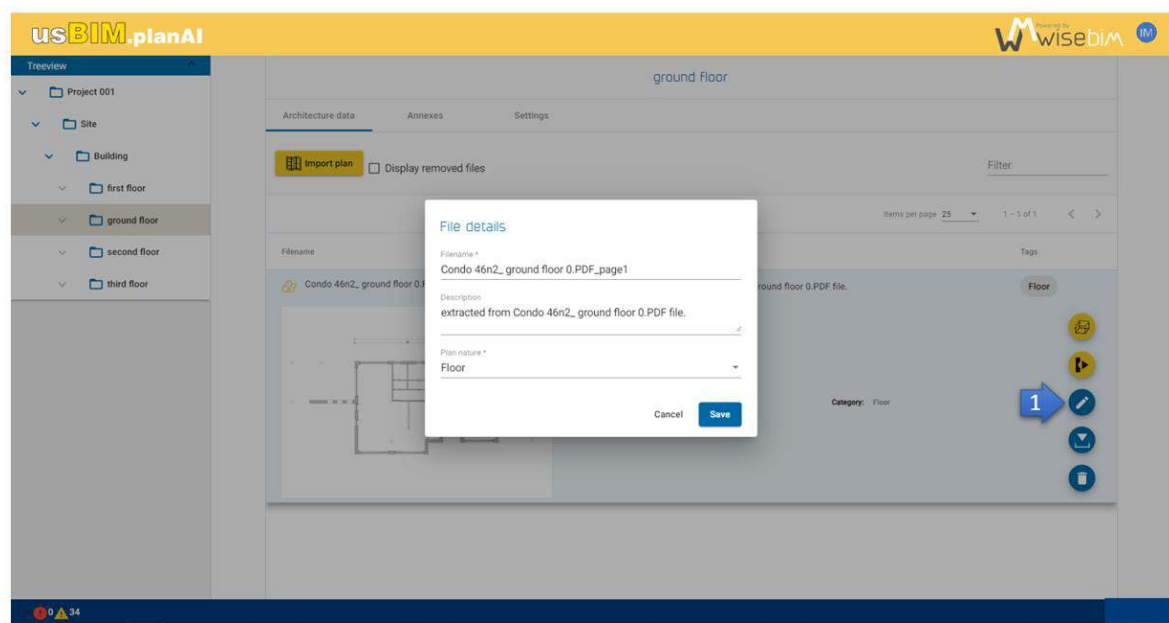 usBIM.planAI
Powered by
wisebim
IM
Treeview
Project 001
Site
Building
first floor
ground floor
second floor
third floor
ground floor
Architecture data Annexes Settings
Import plan Display removed files
Filter
Items per page 25 1 – 1 of 1
Filename Tags
Condo 46n2_ ground floor 0.P round floor 0.PDF file. Floor
Category: Floor
1
File details
Filename *
Condo 46n2_ ground floor 0.PDF_page1
Description
extracted from Condo 46n2_ ground floor 0.PDF file.
Plan nature *
Floor
Cancel Save
0 34